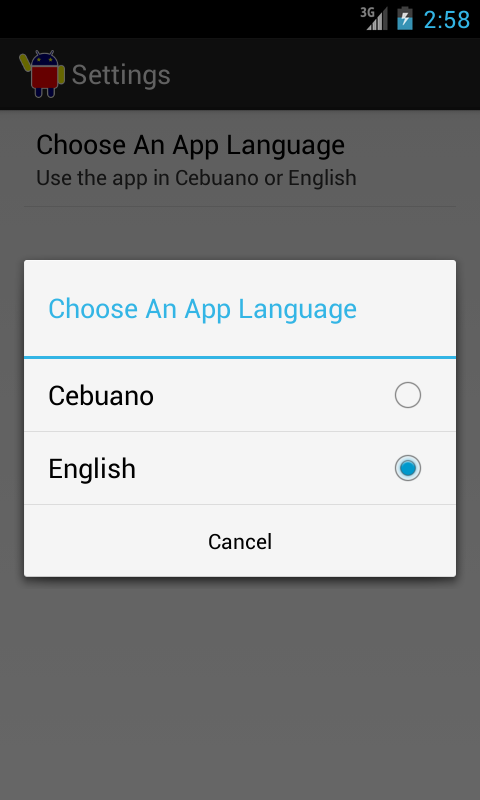 3G 2:58
Settings
Choose An App Language
Use the app in Cebuano or English
Choose An App Language
Cebuano
English
Cancel